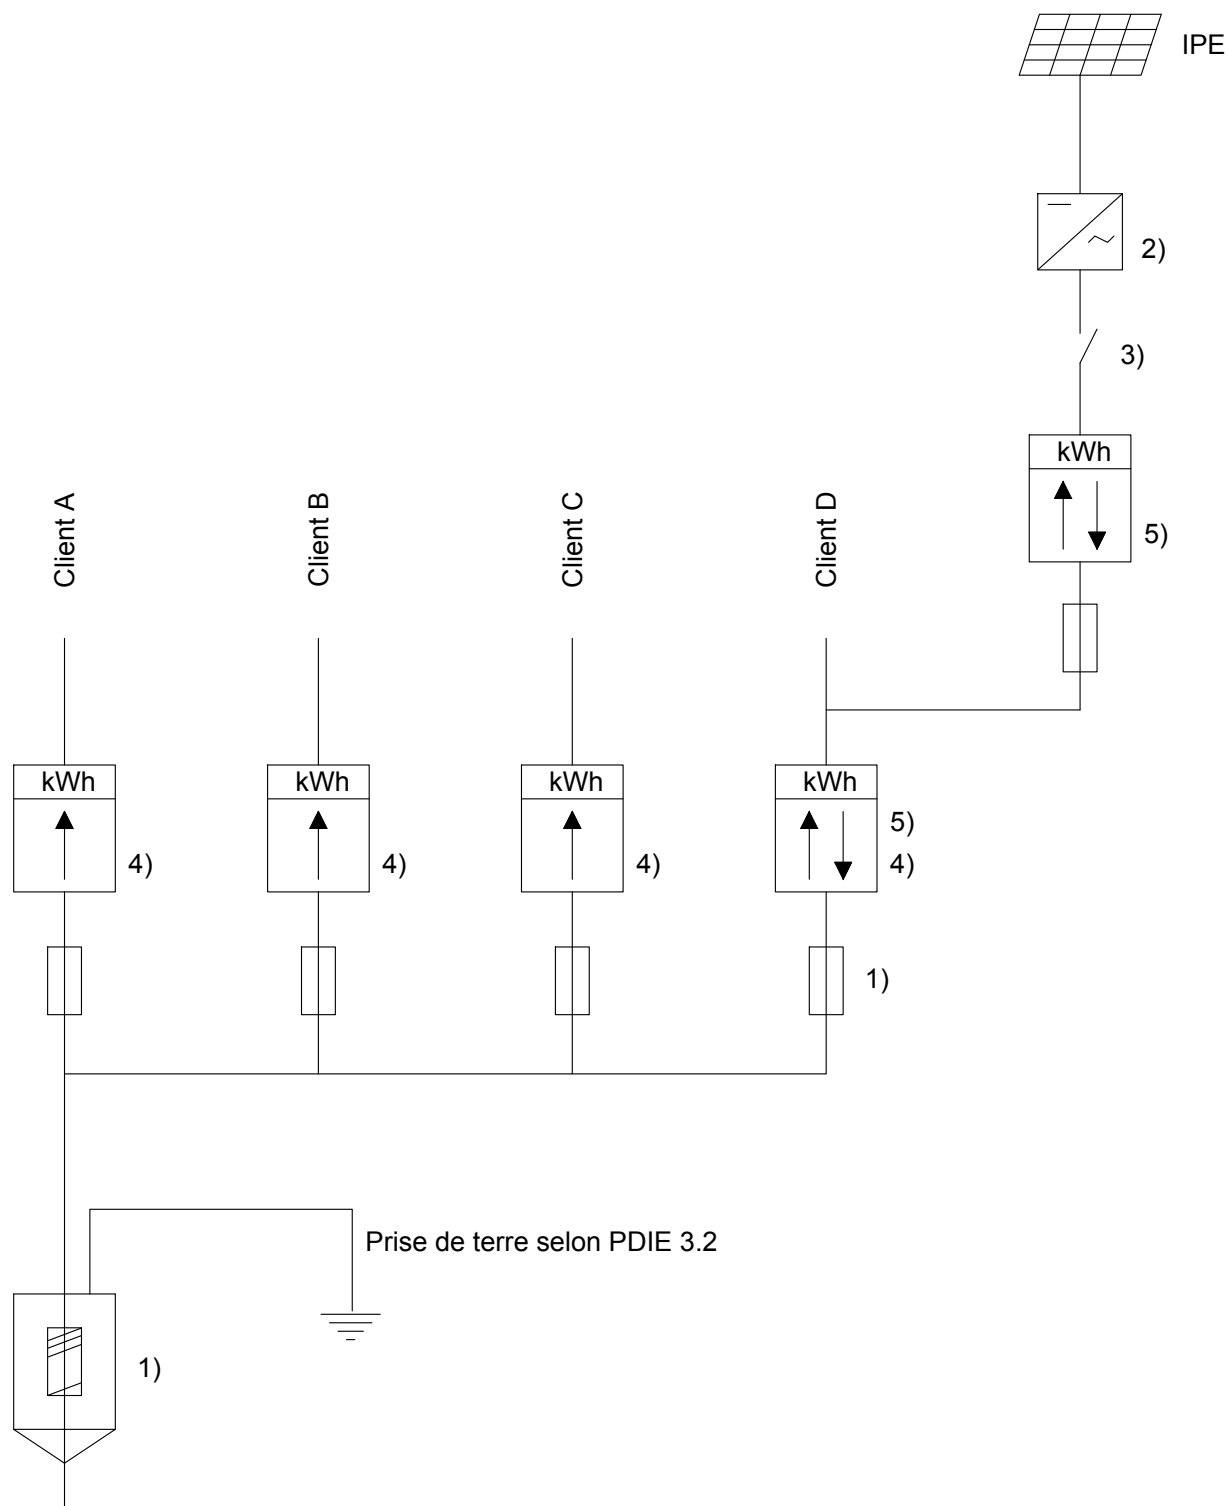 IPE
2)
3)
kWh
5)
Client A
Client B
Client C
Client D
kWh
kWh
kWh
kWh
5)
4)
4)
4)
4)
1)
Prise de terre selon PDIE 3.2
1)